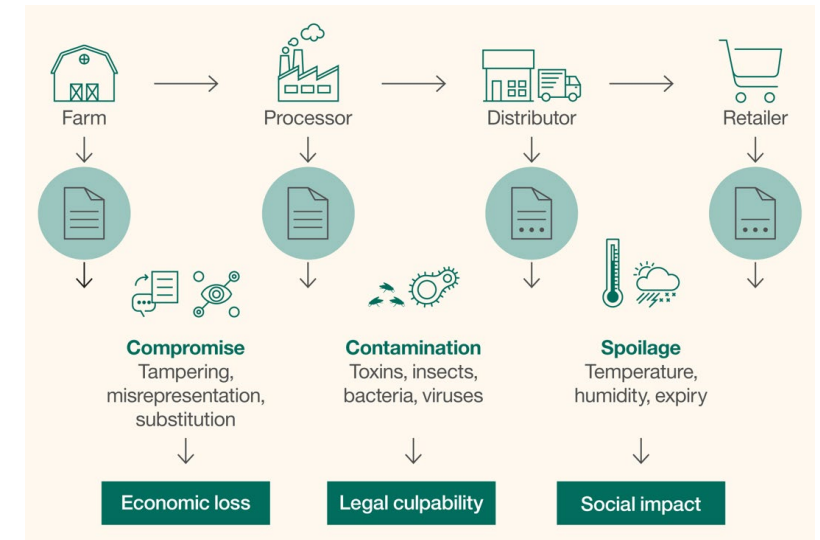 Farm
Processor
Distributor
Retailer
Compromise
Tampering,
misrepresentation,
substitution
Contamination
Toxins, insects,
bacteria, viruses
Spoilage
Temperature,
humidity, expiry
Economic loss
Legal culpability
Social impact